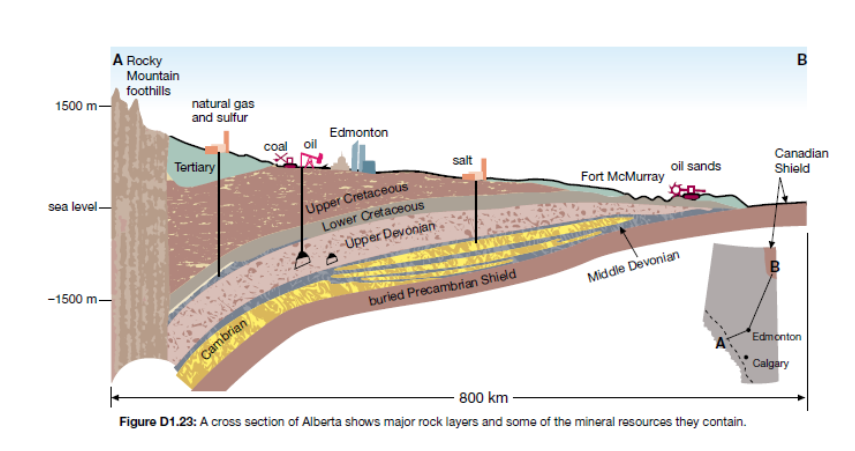 A Rocky
Mountain
foothills
B
1500 m
natural gas
and sulfur
coal
oil
Edmonton
salt
Fort McMurray
oil sands
Canadian
Shield
Tertiary
sea level
Upper Cretaceous
Lower Cretaceous
Upper Devonian
Middle Devonian
buried Precambrian Shield
Cambrian
–1500 m
B
Edmonton
A
Calgary
800 km
Figure D1.23: A cross section of Alberta shows major rock layers and some of the mineral resources they contain.